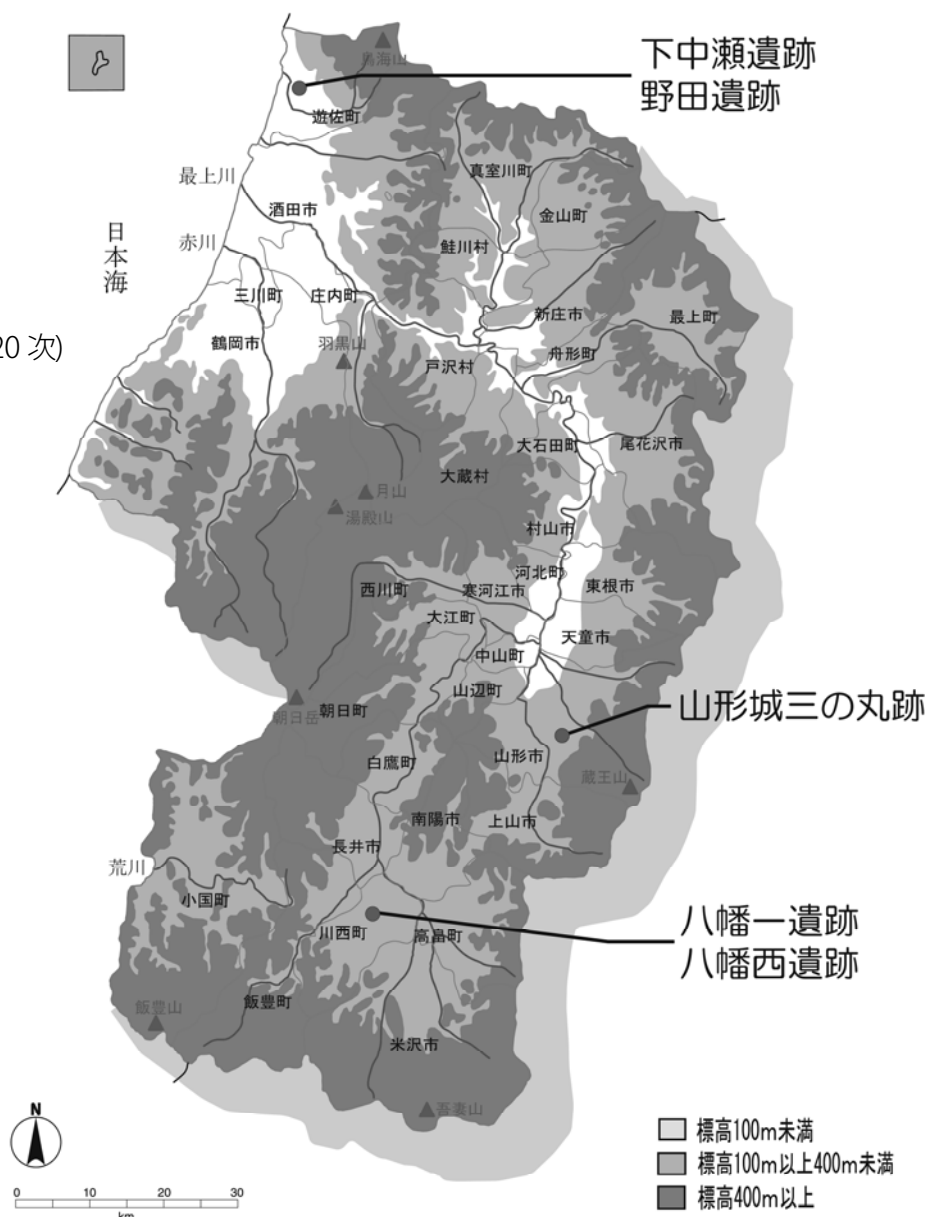 下中瀬遺跡
野田遺跡
鳥海山
遊佐町
真室川町
最上川
酒田市
金山町
日本海
赤川
鮭川村
三川町
庄内町
新庄市
最上町
20 次)
鶴岡市
羽黒山
舟形町
戸沢村
大石田町
尾花沢市
大蔵村
月山
湯殿山
村山市
河北町
西川町
寒河江市
東根市
大江町
天童市
中山町
山辺町
朝日岳
朝日町
山形城三の丸跡
山形市
白鷹町
蔵王山
南陽市
上山市
長井市
荒川
小国町
八幡一遺跡
八幡西遺跡
川西町
高畠町
飯豊町
飯豊山
米沢市
吾妻山
N
0 10 20 30
km
標高100m未満
標高100m以上400m未満
標高400m以上